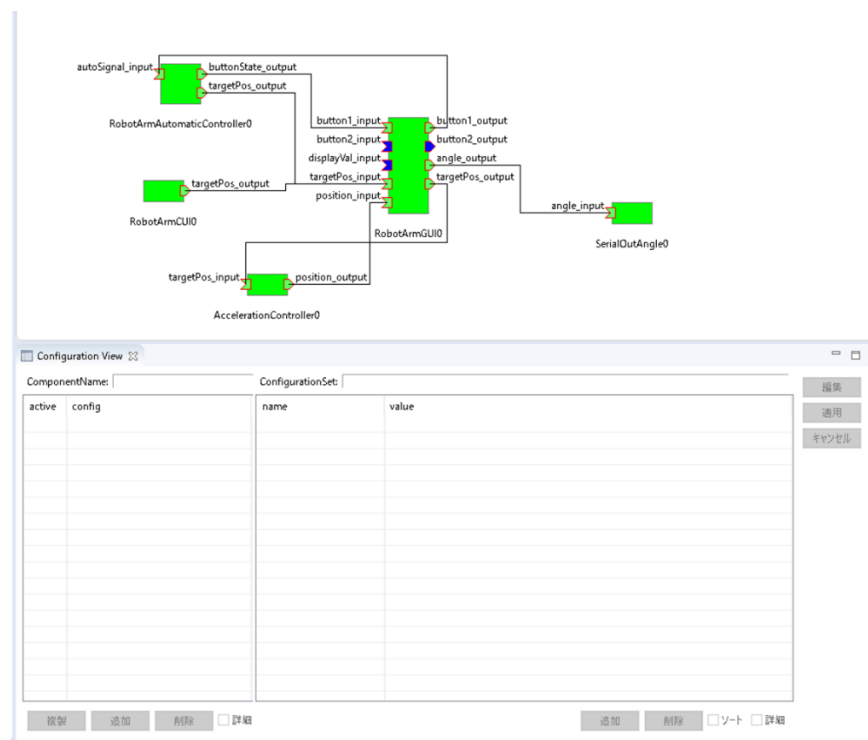 autoSignal_input
buttonState_output
targetPos_output
RobotArmAutomaticController0
button1_input
button1_output
button2_input
button2_output
displayVal_input
angle_output
targetPos_output
targetPos_input
targetPos_output
position_input
RobotArmCUI0
RobotArmGUI0
angle_input
SerialOutAngle0
targetPos_input
position_output
AccelerationController0
Configuration View
ComponentName:
ConfigurationSet:
編集
active config
name value
適用
キャンセル
複製 追加 削除 詳細
追加 削除 ソート 詳細